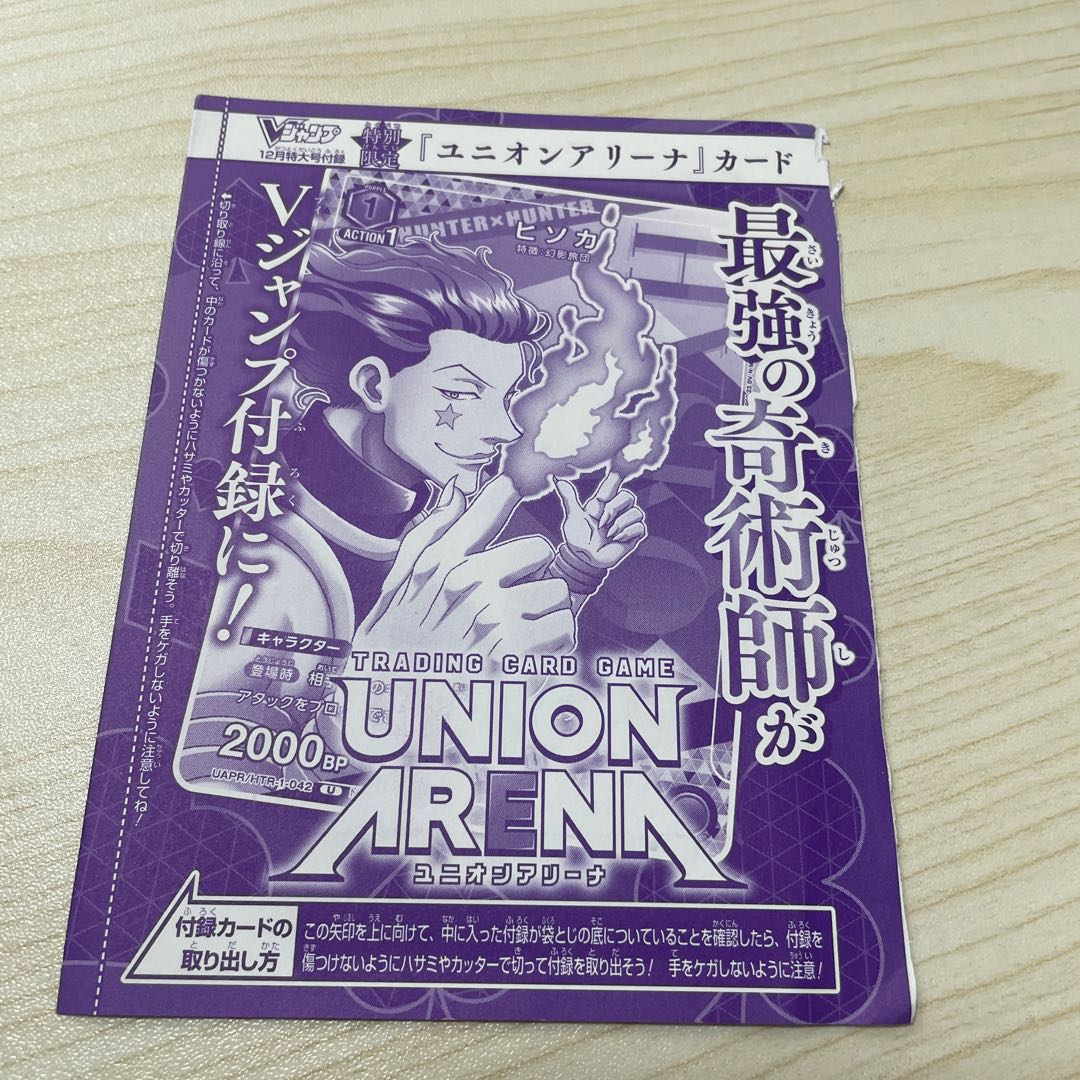 Vジャンプ
12月特大号付録
特別
限定
『ユニオンアリーナ』カード
最強の奇術師が
Vジャンプ付録に!
切り取り線に沿って、中のカードが傷つかないようにハサミやカッターで切り離そう。手をケガしないように注意してね!
PURPLE
1
ACTION1
HUNTER×HUNTER
ヒソカ
特徴:幻影旅団
キャラクター
登場時 相手の
アタックをブロ
2000BP
UAPR/HTR-1-042 U
TRADING CARD GAME
UNION
ARENA
ユニオンアリーナ
付録カードの
取り出し方
この矢印を上に向けて、中に入った付録が袋とじの底についていることを確認したら、付録を
傷つけないようにハサミやカッターで切って付録を取り出そう! 手をケガしないように注意!